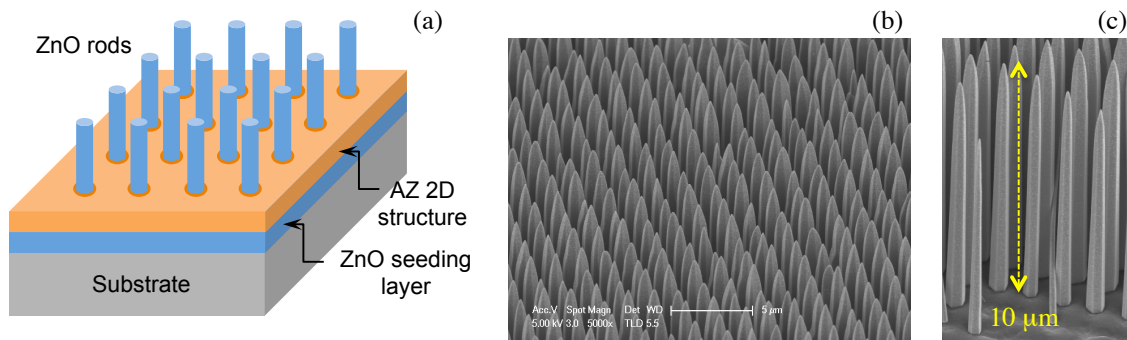 (a)
ZnO rods
AZ 2D
structure
ZnO seeding
layer
Substrate
(b)
Acc.V Spot Magn Det WD
5.00 kV 3.0 5000x TLD 5.5
5 µm
(c)
10 µm